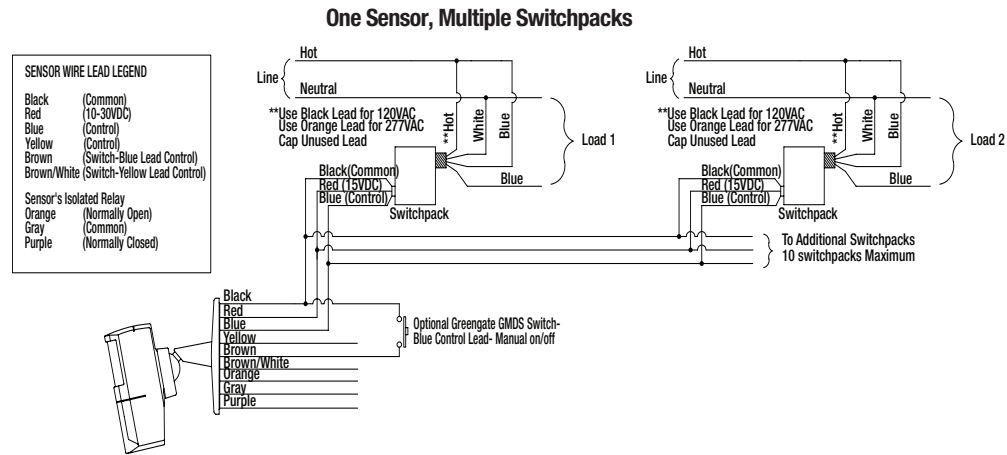 One Sensor, Multiple Switchpacks
SENSOR WIRE LEAD LEGEND
Black (Common)
Red (10-30VDC)
Blue (Control)
Yellow (Control)
Brown (Switch-Blue Lead Control)
Brown/White (Switch-Yellow Lead Control)
Sensor's Isolated Relay
Orange (Normally Open)
Gray (Common)
Purple (Normally Closed)
Hot
Line
Neutral
**Use Black Lead for 120VAC
Use Orange Lead for 277VAC
Cap Unused Lead
**Hot
White
Blue
Load 1
Black(Common)
Red (15VDC)
Blue (Control)
Blue
Switchpack
Hot
Line
Neutral
**Use Black Lead for 120VAC
Use Orange Lead for 277VAC
Cap Unused Lead
**Hot
White
Blue
Load 2
Black(Common)
Red (15VDC)
Blue (Control)
Blue
Switchpack
To Additional Switchpacks
10 switchpacks Maximum
Black
Red
Blue
Yellow
Brown
Brown/White
Orange
Gray
Purple
Optional Greengate GMDS Switch-
Blue Control Lead- Manual on/off